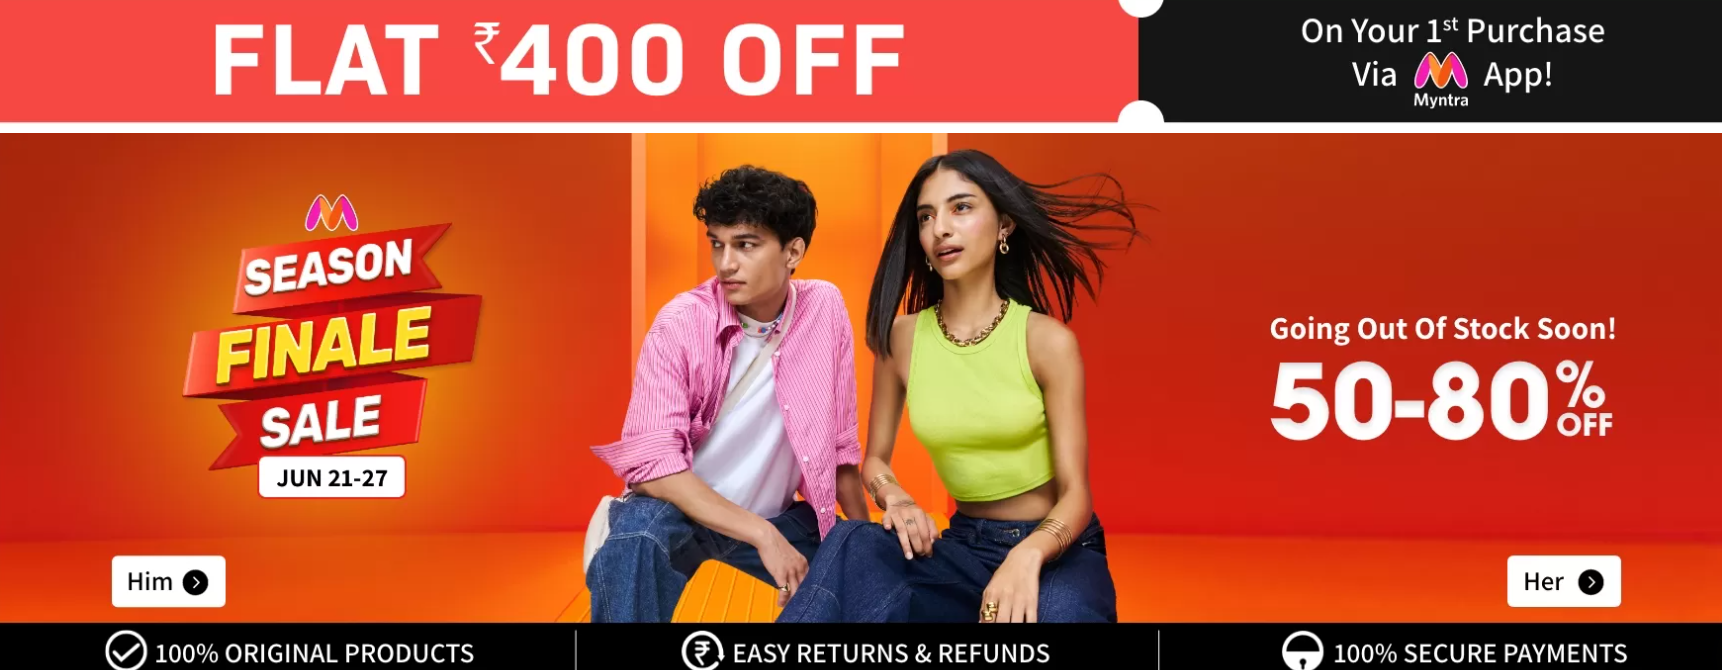 FLAT ₹400 OFF
On Your 1st Purchase
Via Myntra App!
SEASON
FINALE
SALE
JUN 21-27
Going Out Of Stock Soon!
50-80% OFF
Him
Her
100% ORIGINAL PRODUCTS
EASY RETURNS & REFUNDS
100% SECURE PAYMENTS